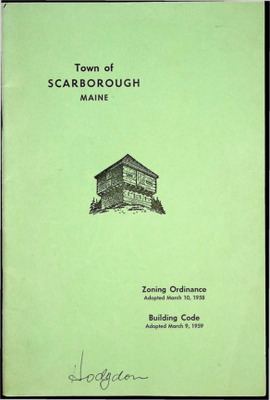 Town of
SCARBOROUGH
MAINE
Zoning Ordinance
Adopted March 10, 1958
Building Code
Adopted March 9, 1959
Hodgdon